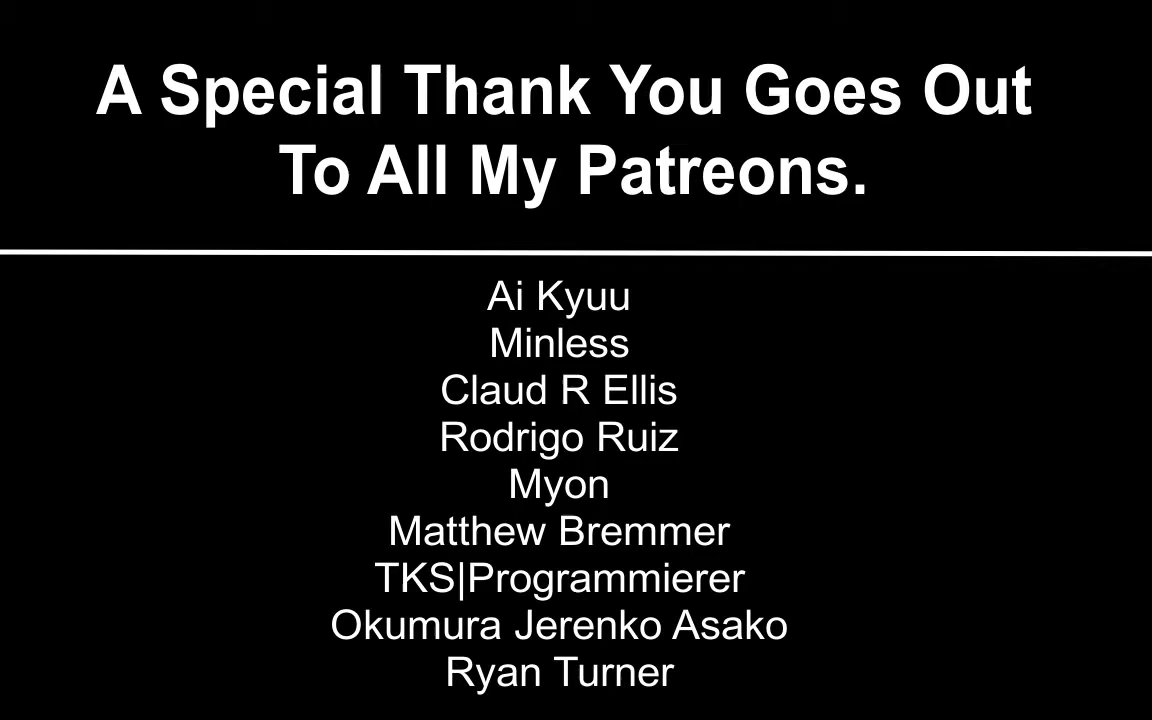 A Special Thank You Goes Out
To All My Patreons.
Ai Kyuu
Minless
Claud R Ellis
Rodrigo Ruiz
Myon
Matthew Bremmer
TKS|Programmierer
Okumura Jerenko Asako
Ryan Turner